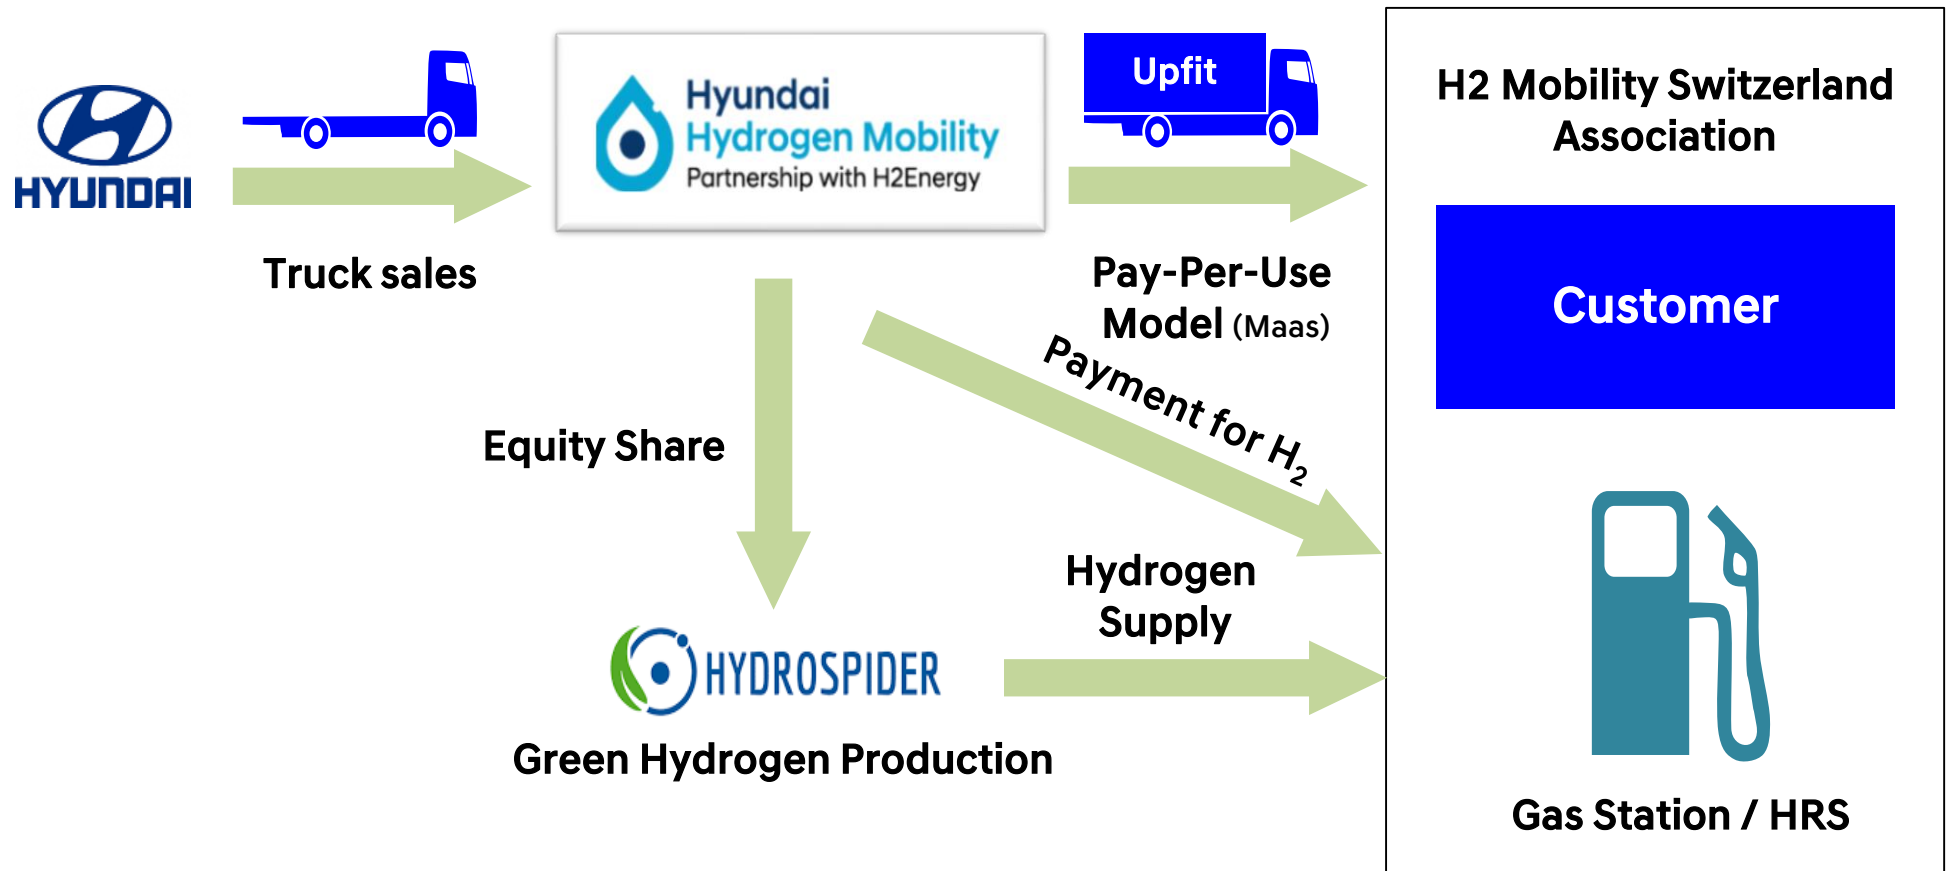 HYUNDAI
Truck sales
Hyundai
Hydrogen Mobility
Partnership with H2Energy
Upfit
Pay-Per-Use
Model (Maas)
Payment for H₂
Equity Share
HYDROSPIDER
Green Hydrogen Production
Hydrogen
Supply
H2 Mobility Switzerland
Association
Customer
Gas Station / HRS